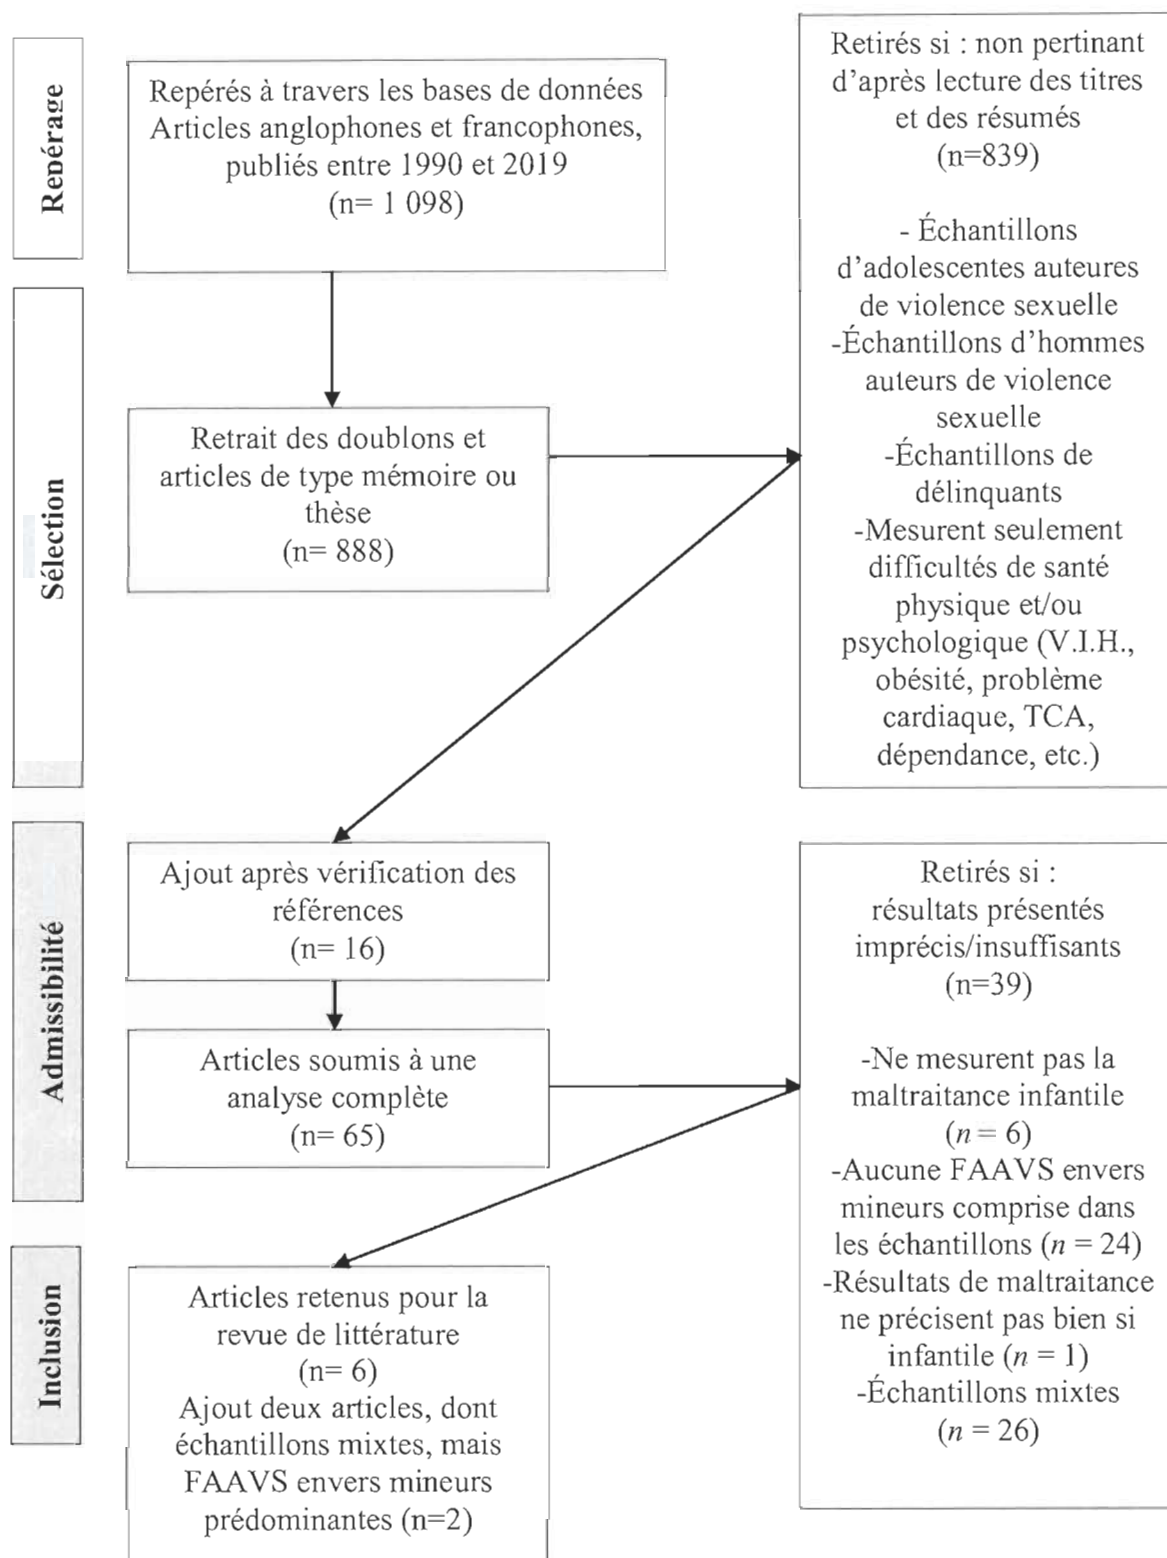 Repérage
Repérés à travers les bases de données
Articles anglophones et francophones,
publiés entre 1990 et 2019
(n= 1 098)
Retirés si : non pertinant
d'après lecture des titres
et des résumés
(n=839)
- Échantillons
d'adolescentes auteures
de violence sexuelle
-Échantillons d'hommes
auteurs de violence
sexuelle
-Échantillons de
délinquants
-Mesurent seulement
difficultés de santé
physique et/ou
psychologique (V.I.H.,
obésité, problème
cardiaque, TCA,
dépendance, etc.)
Sélection
Retrait des doublons et
articles de type mémoire ou
thèse
(n= 888)
Admissibilité
Ajout après vérification des
références
(n= 16)
Articles soumis à une
analyse complète
(n= 65)
Retirés si :
résultats présentés
imprécis/insuffisants
(n=39)
-Ne mesurent pas la
maltraitance infantile
(n = 6)
-Aucune FAAVS envers
mineurs comprise dans
les échantillons (n = 24)
-Résultats de maltraitance
ne précisent pas bien si
infantile (n = 1)
-Échantillons mixtes
(n = 26)
Inclusion
Articles retenus pour la
revue de littérature
(n= 6)
Ajout deux articles, dont
échantillons mixtes, mais
FAAVS envers mineurs
prédominantes (n=2)